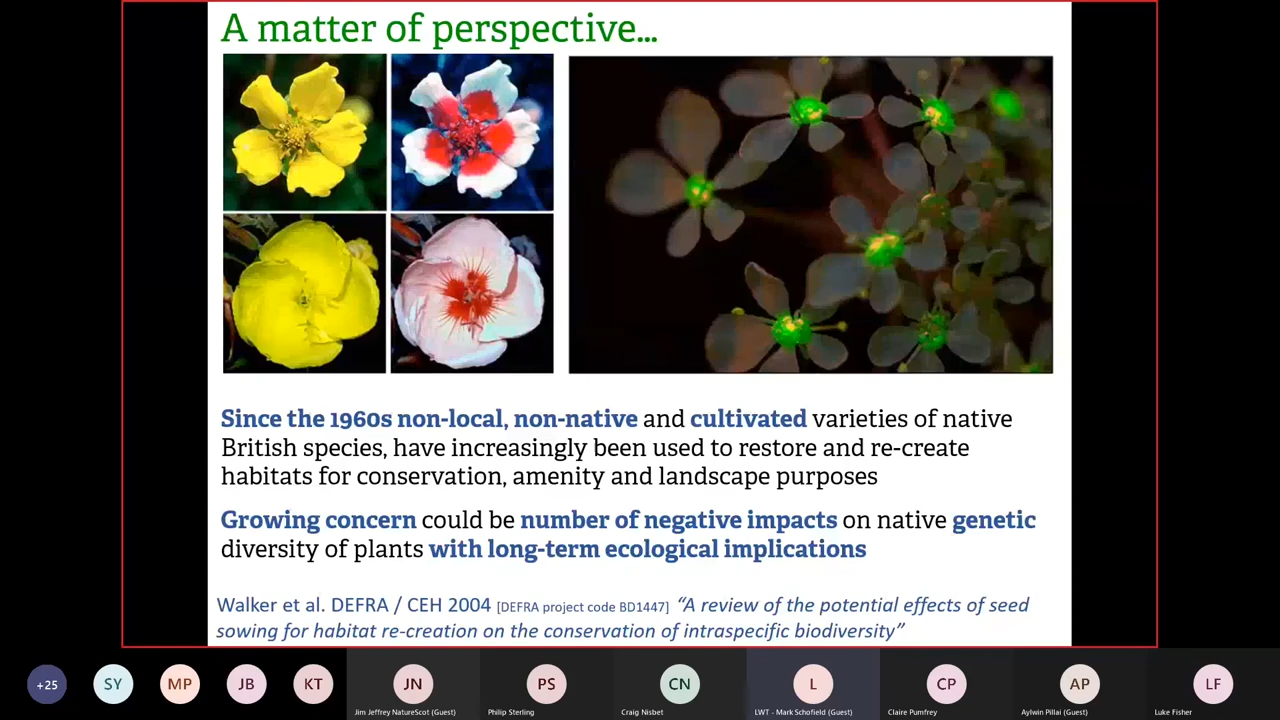 A matter of perspective...
Since the 1960s non-local, non-native and cultivated varieties of native
British species, have increasingly been used to restore and re-create
habitats for conservation, amenity and landscape purposes
Growing concern could be number of negative impacts on native genetic
diversity of plants with long-term ecological implications
Walker et al. DEFRA / CEH 2004 [DEFRA project code BD1447] “A review of the potential effects of seed
sowing for habitat re-creation on the conservation of intraspecific biodiversity”
+25 SY MP JB KT JN PS CN L CP AP LF
Jim Jeffrey NatureScot (Guest) Philip Sterling Craig Nisbet LWT - Mark Schofield (Guest) Claire Pumfrey Aylwin Pillai (Guest) Luke Fisher